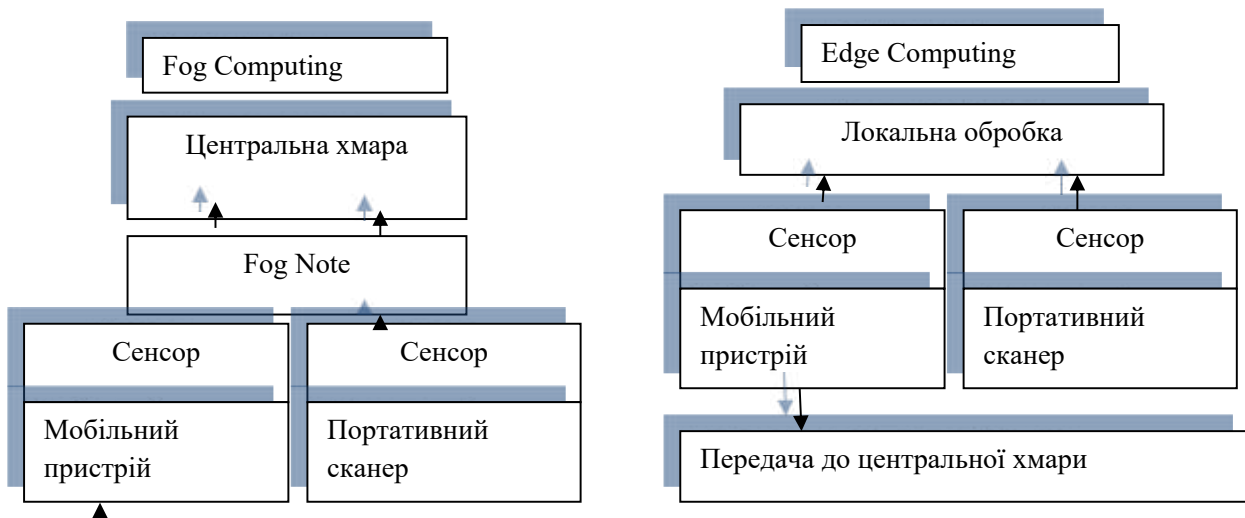 Fog Computing
Центральна хмара
Fog Note
Сенсор
Сенсор
Мобільний
пристрій
Портативний
сканер
Edge Computing
Локальна обробка
Сенсор
Сенсор
Мобільний
пристрій
Портативний
сканер
Передача до центральної хмари